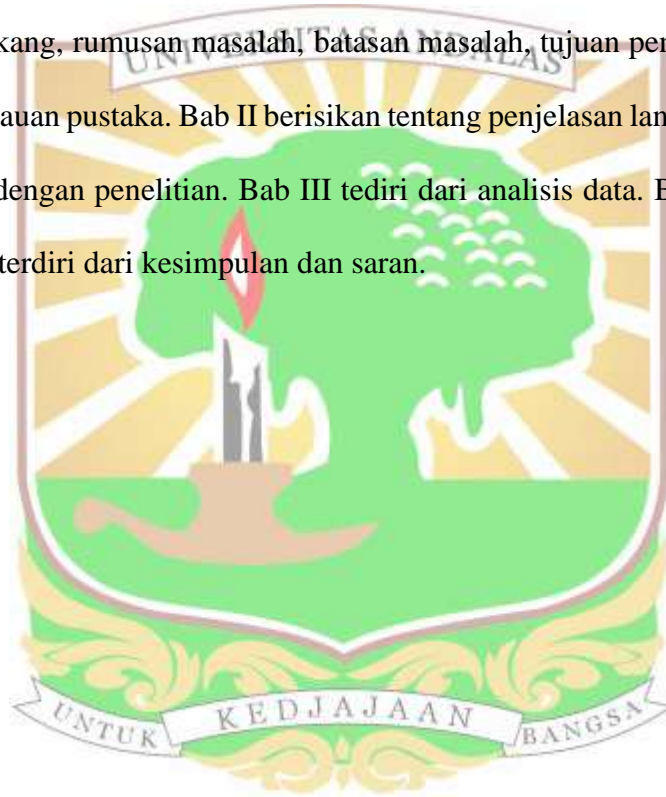 kang, rumusan masalah, batasan masalah, tujuan pen
UNIVERSITAS ANDALAS
auan pustaka. Bab II berisikan tentang penjelasan lan
dengan penelitian. Bab III tediri dari analisis data. B
terdiri dari kesimpulan dan saran.
UNTUK KEDJAJAAN BANGSA